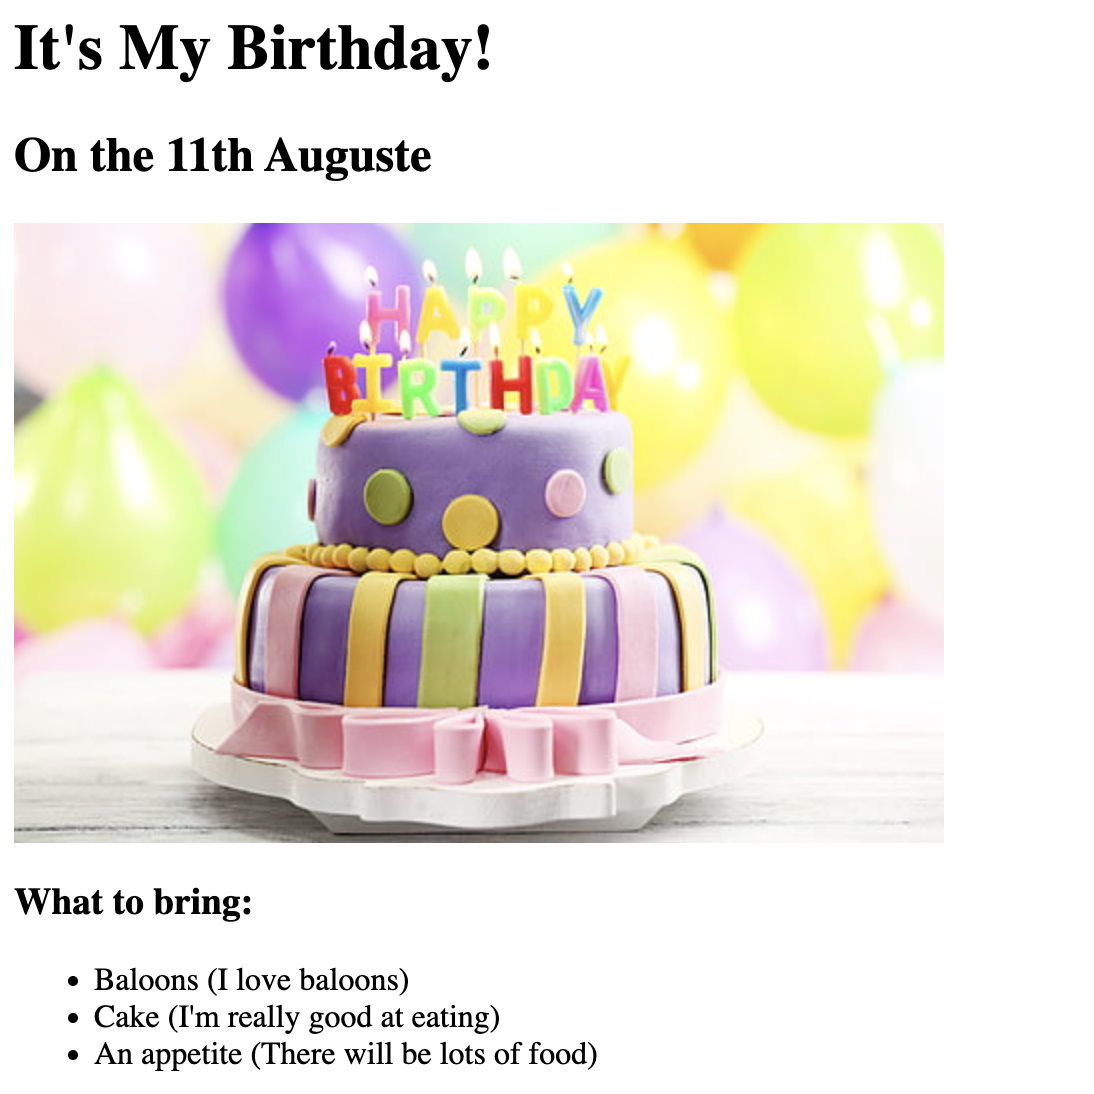 It's My Birthday!
On the 11th Auguste
HAPPY
BIRTHDAY
What to bring:
Baloons (I love baloons)
Cake (I'm really good at eating)
An appetite (There will be lots of food)